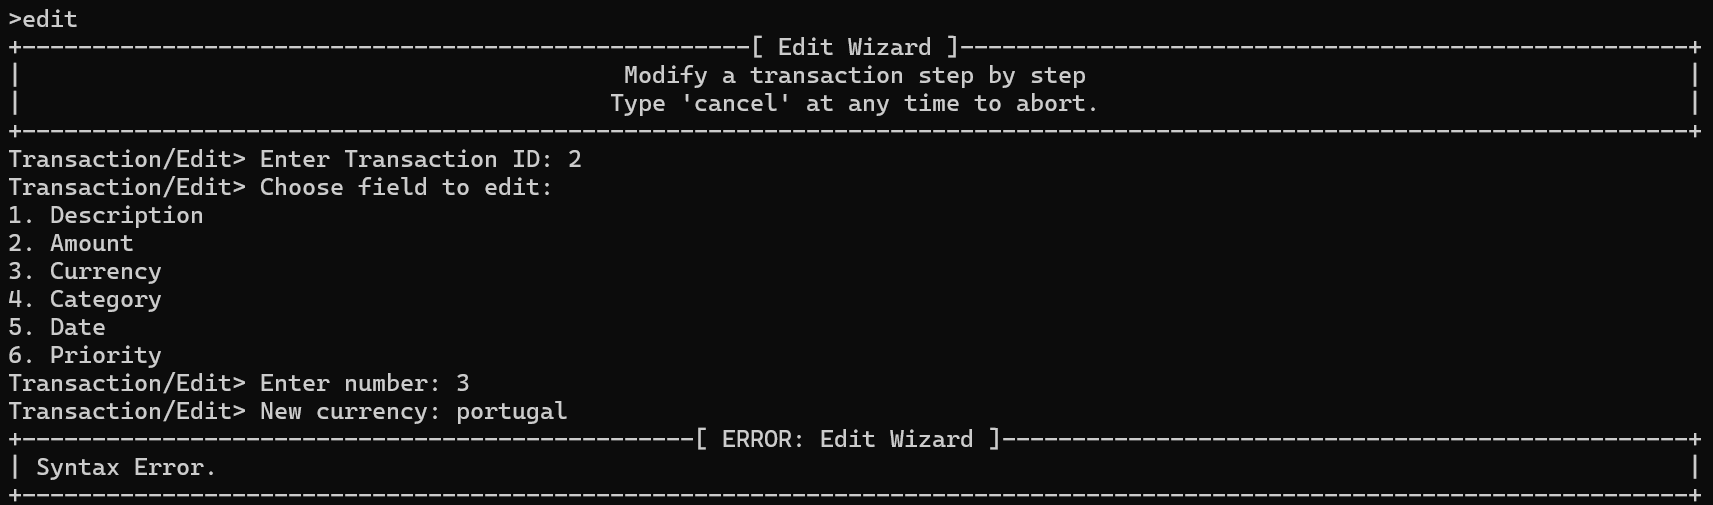 >edit
+----------------------------------------------------[ Edit Wizard ]----------------------------------------------------+
|                                           Modify a transaction step by step                                           |
|                                          Type 'cancel' at any time to abort.                                          |
+-----------------------------------------------------------------------------------------------------------------------+
Transaction/Edit> Enter Transaction ID: 2
Transaction/Edit> Choose field to edit:
1. Description
2. Amount
3. Currency
4. Category
5. Date
6. Priority
Transaction/Edit> Enter number: 3
Transaction/Edit> New currency: portugal
+------------------------------------------------[ ERROR: Edit Wizard ]-------------------------------------------------+
| Syntax Error.                                                                                                         |
+-----------------------------------------------------------------------------------------------------------------------+